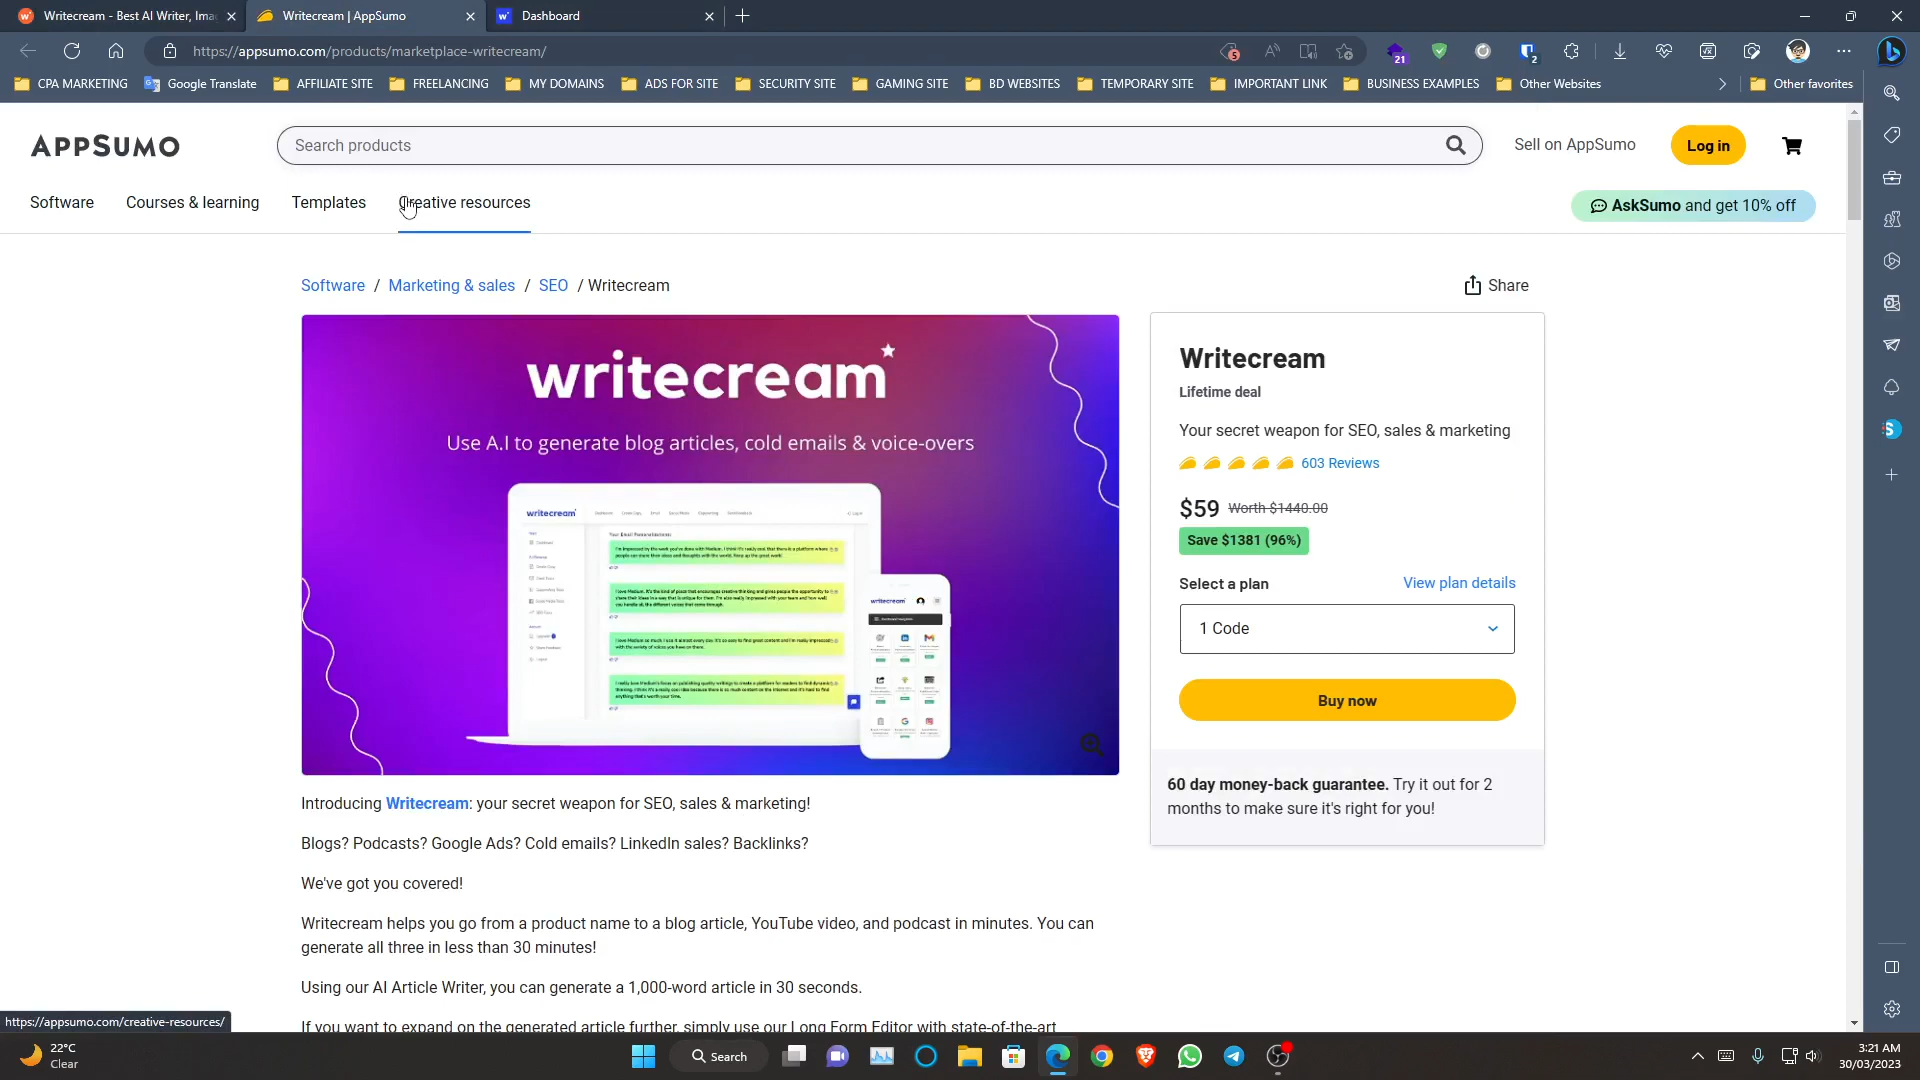 Writecream - Best AI Writer, Ima
Writecream | AppSumo
Dashboard
https://appsumo.com/products/marketplace-writecream/
5
21
2
CPA MARKETING
Google Translate
AFFILIATE SITE
FREELANCING
MY DOMAINS
ADS FOR SITE
SECURITY SITE
GAMING SITE
BD WEBSITES
TEMPORARY SITE
IMPORTANT LINK
BUSINESS EXAMPLES
Other Websites
Other favorites
APPSUMO
Search products
Sell on AppSumo
Log in
Software
Courses & learning
Templates
Creative resources
AskSumo and get 10% off
Software / Marketing & sales / SEO / Writecream
Share
writecream
Use A.I to generate blog articles, cold emails & voice-overs
writecream
writecream
Writecream
Lifetime deal
Your secret weapon for SEO, sales & marketing
603 Reviews
$59 Worth $1440.00
Save $1381 (96%)
Select a plan
View plan details
1 Code
Buy now
60 day money-back guarantee. Try it out for 2
months to make sure it's right for you!
Introducing Writecream: your secret weapon for SEO, sales & marketing!
Blogs? Podcasts? Google Ads? Cold emails? LinkedIn sales? Backlinks?
We've got you covered!
Writecream helps you go from a product name to a blog article, YouTube video, and podcast in minutes. You can
generate all three in less than 30 minutes!
Using our AI Article Writer, you can generate a 1,000-word article in 30 seconds.
If you want to expand on the generated article further, simply use our Long Form Editor with state-of-the-art
https://appsumo.com/creative-resources/
22°C
Clear
Search
3:21 AM
30/03/2023